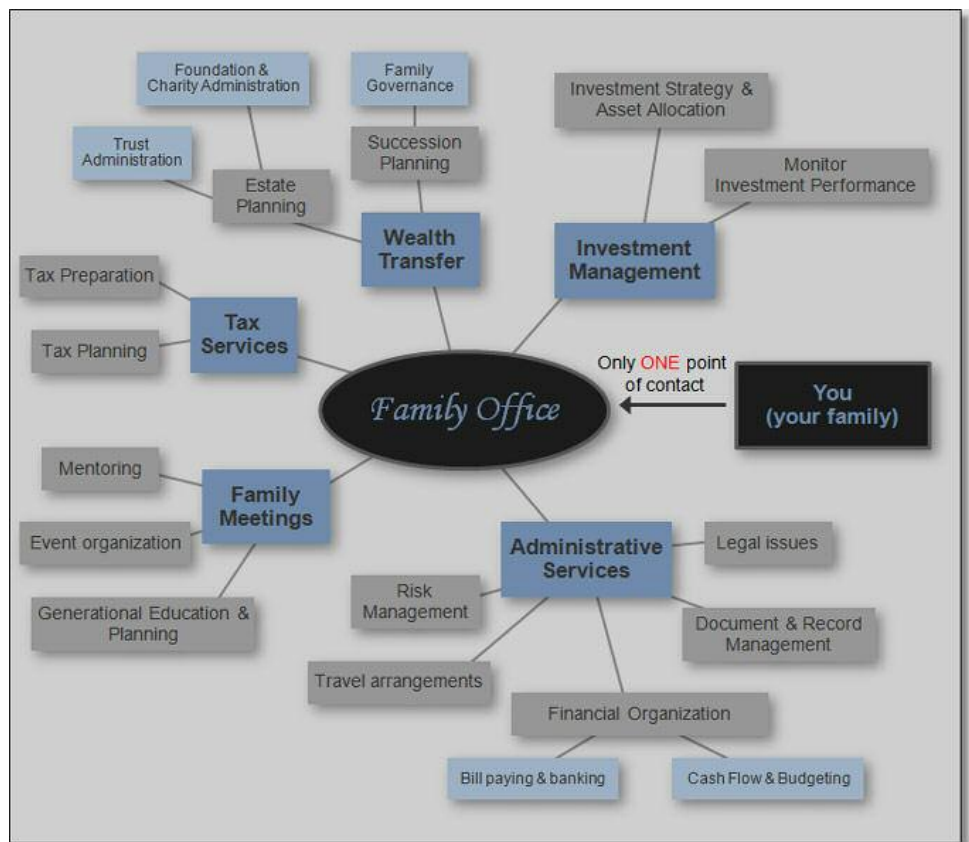 Foundation &
Charity Administration
Family
Governance
Investment Strategy &
Asset Allocation
Trust
Administration
Succession
Planning
Monitor
Investment Performance
Estate
Planning
Wealth
Transfer
Investment
Management
Tax Preparation
Tax
Services
Tax Planning
Only ONE point
of contact
Family Office
You
(your family)
Mentoring
Family
Meetings
Event organization
Generational Education &
Planning
Administrative
Services
Legal issues
Risk
Management
Document & Record
Management
Travel arrangements
Financial Organization
Bill paying & banking
Cash Flow & Budgeting